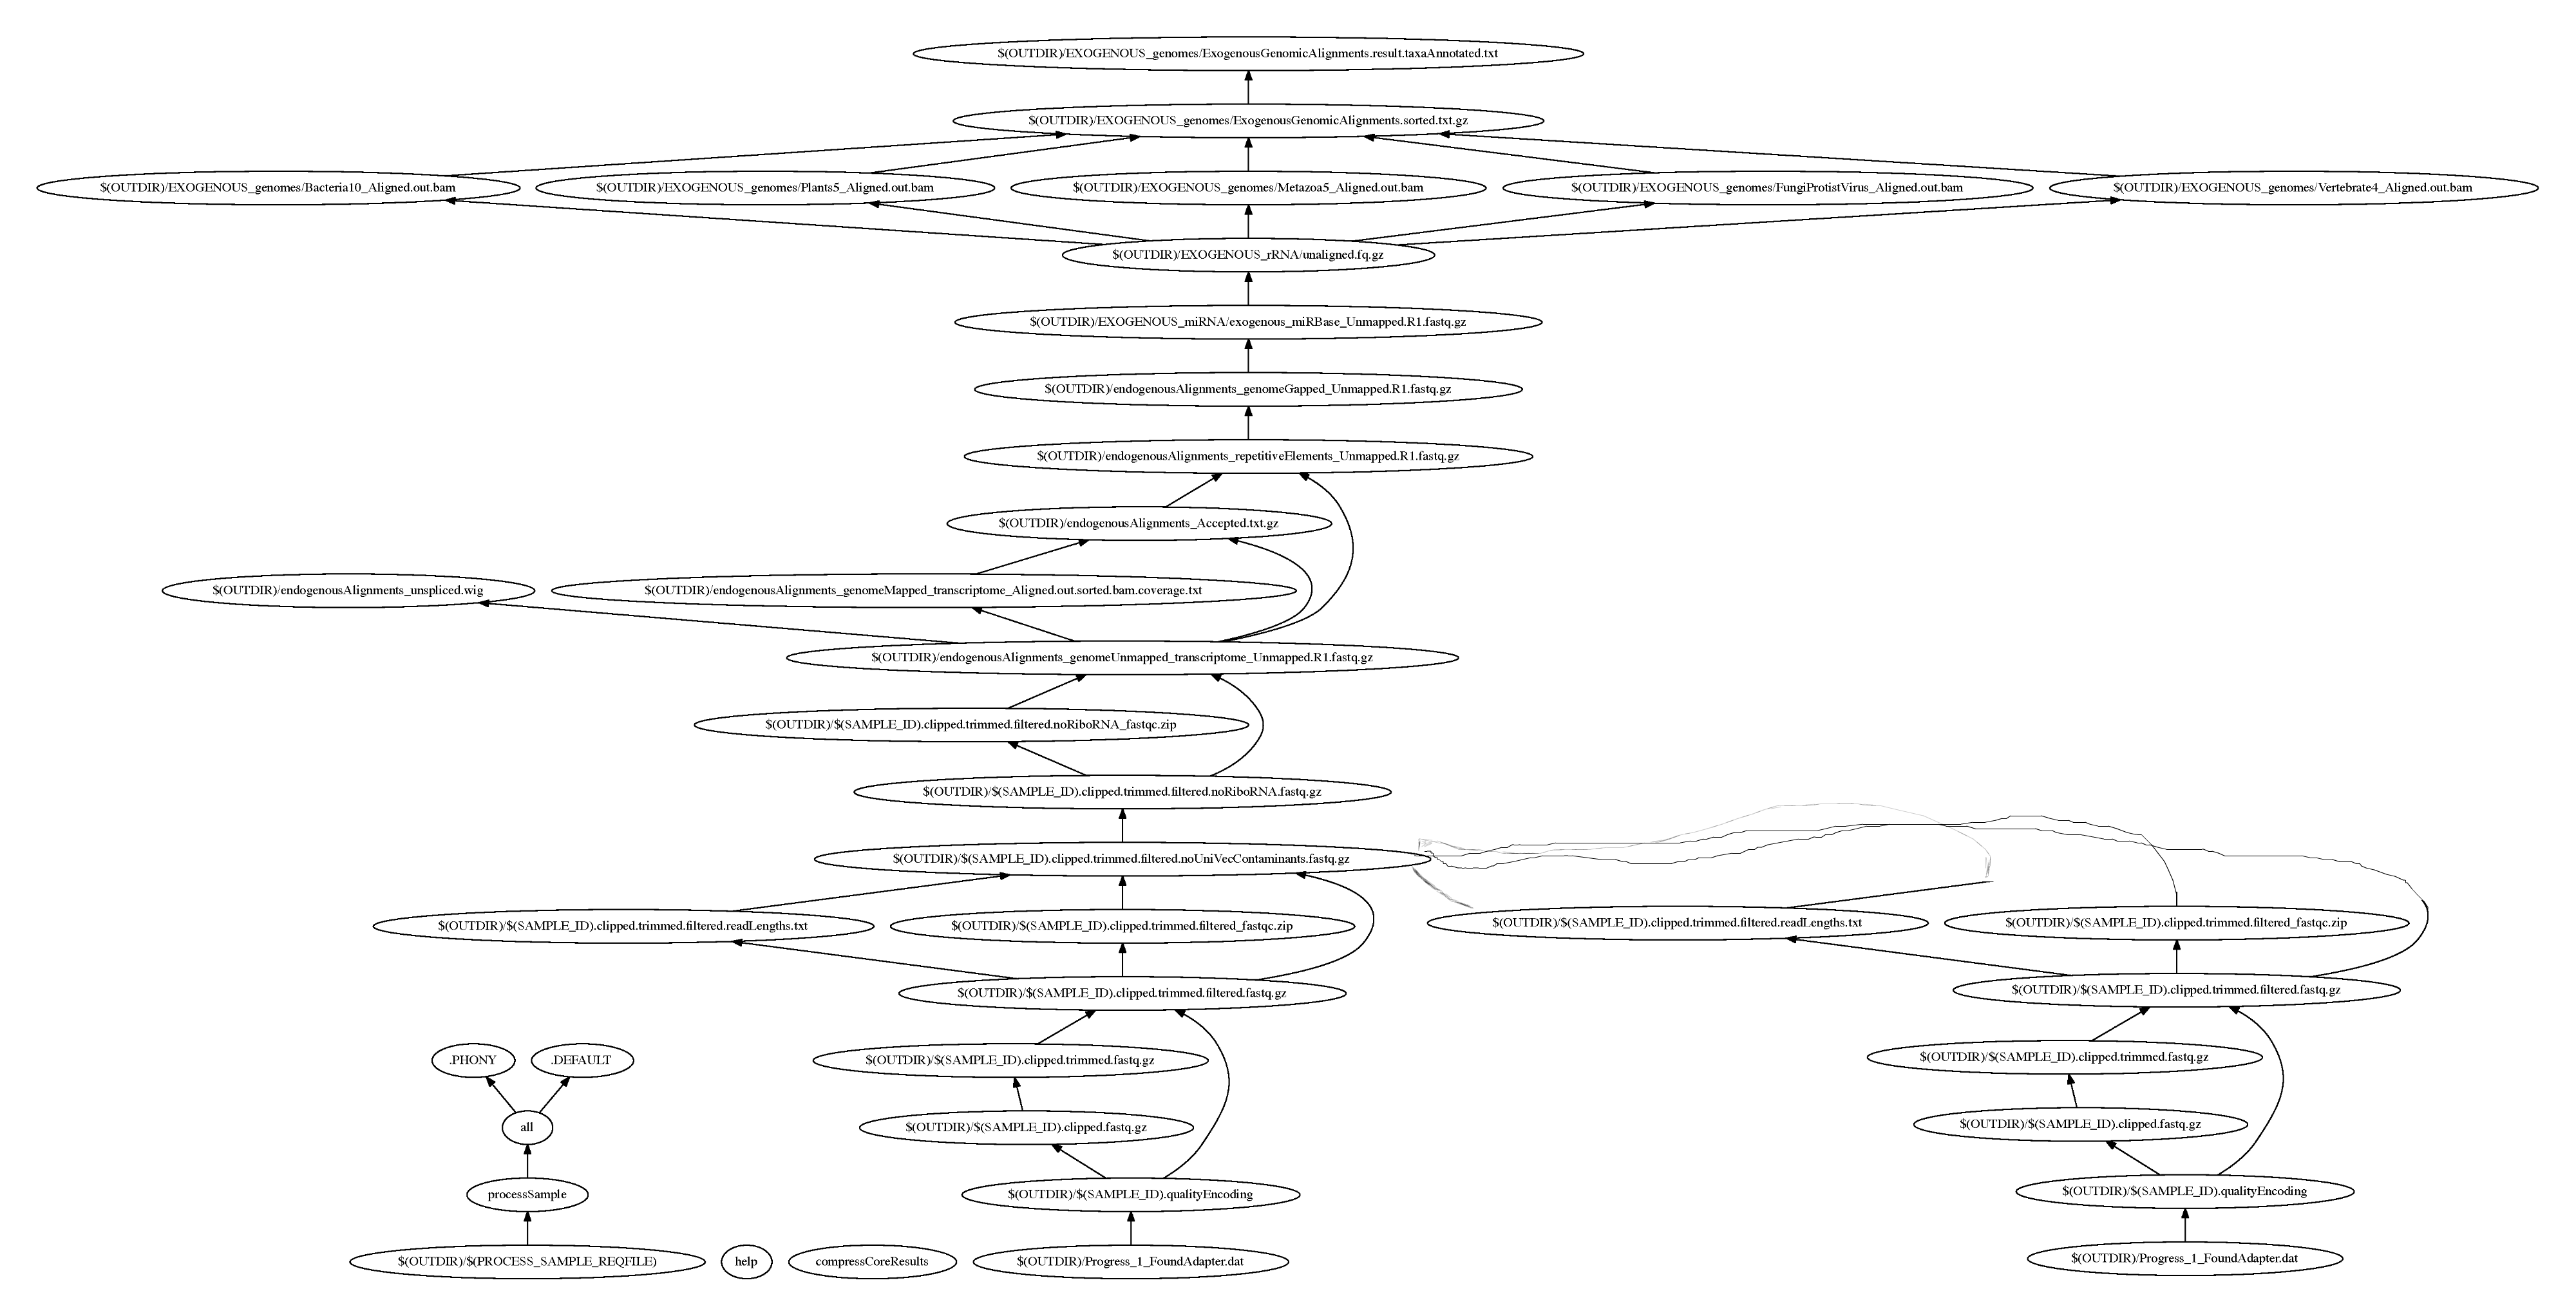 $(OUTDIR)/EXOGENOUS_genomes/ExogenousGenomicAlignments.result.taxaAnnotated.txt
$(OUTDIR)/EXOGENOUS_genomes/ExogenousGenomicAlignments.sorted.txt.gz
$(OUTDIR)/EXOGENOUS_genomes/Bacteria10_Aligned.out.bam
$(OUTDIR)/EXOGENOUS_genomes/Plants5_Aligned.out.bam
$(OUTDIR)/EXOGENOUS_genomes/Metazoa5_Aligned.out.bam
$(OUTDIR)/EXOGENOUS_genomes/FungiProtistVirus_Aligned.out.bam
$(OUTDIR)/EXOGENOUS_genomes/Vertebrate4_Aligned.out.bam
$(OUTDIR)/EXOGENOUS_rRNA/unaligned.fq.gz
$(OUTDIR)/EXOGENOUS_miRNA/exogenous_miRBase_Unmapped.R1.fastq.gz
$(OUTDIR)/endogenousAlignments_genomeGapped_Unmapped.R1.fastq.gz
$(OUTDIR)/endogenousAlignments_repetitiveElements_Unmapped.R1.fastq.gz
$(OUTDIR)/endogenousAlignments_Accepted.txt.gz
$(OUTDIR)/endogenousAlignments_unspliced.wig
$(OUTDIR)/endogenousAlignments_genomeMapped_transcriptome_Aligned.out.sorted.bam.coverage.txt
$(OUTDIR)/endogenousAlignments_genomeUnmapped_transcriptome_Unmapped.R1.fastq.gz
$(OUTDIR)/$(SAMPLE_ID).clipped.trimmed.filtered.noRiboRNA_fastqc.zip
$(OUTDIR)/$(SAMPLE_ID).clipped.trimmed.filtered.noRiboRNA.fastq.gz
$(OUTDIR)/$(SAMPLE_ID).clipped.trimmed.filtered.noUniVecContaminants.fastq.gz
$(OUTDIR)/$(SAMPLE_ID).clipped.trimmed.filtered.readLengths.txt
$(OUTDIR)/$(SAMPLE_ID).clipped.trimmed.filtered_fastqc.zip
$(OUTDIR)/$(SAMPLE_ID).clipped.trimmed.filtered.readLengths.txt
$(OUTDIR)/$(SAMPLE_ID).clipped.trimmed.filtered_fastqc.zip
$(OUTDIR)/$(SAMPLE_ID).clipped.trimmed.filtered.fastq.gz
$(OUTDIR)/$(SAMPLE_ID).clipped.trimmed.filtered.fastq.gz
.PHONY
.DEFAULT
$(OUTDIR)/$(SAMPLE_ID).clipped.trimmed.fastq.gz
$(OUTDIR)/$(SAMPLE_ID).clipped.trimmed.fastq.gz
all
$(OUTDIR)/$(SAMPLE_ID).clipped.fastq.gz
$(OUTDIR)/$(SAMPLE_ID).clipped.fastq.gz
processSample
$(OUTDIR)/$(SAMPLE_ID).qualityEncoding
$(OUTDIR)/$(SAMPLE_ID).qualityEncoding
$(OUTDIR)/$(PROCESS_SAMPLE_REQFILE)
help
compressCoreResults
$(OUTDIR)/Progress_1_FoundAdapter.dat
$(OUTDIR)/Progress_1_FoundAdapter.dat